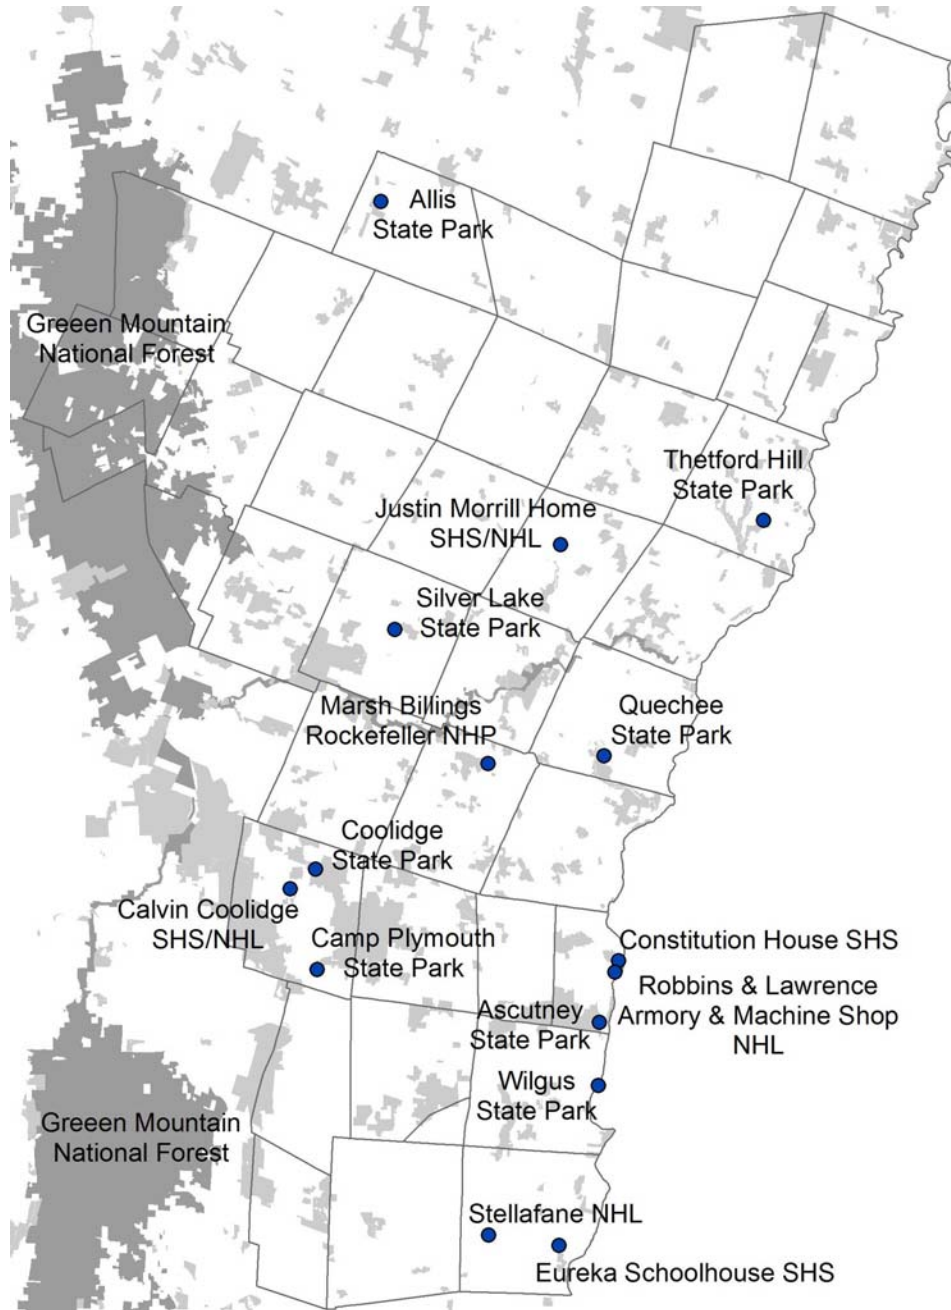 Allis
State Park
Greeen Mountain
National Forest
Thetford Hill
State Park
Justin Morrill Home
SHS/NHL
Silver Lake
State Park
Marsh Billings
Rockefeller NHP
Quechee
State Park
Coolidge
State Park
Calvin Coolidge
SHS/NHL
Camp Plymouth
State Park
Constitution House SHS
Robbins & Lawrence
Armory & Machine Shop
NHL
Ascutney
State Park
Wilgus
State Park
Greeen Mountain
National Forest
Stellafane NHL
Eureka Schoolhouse SHS